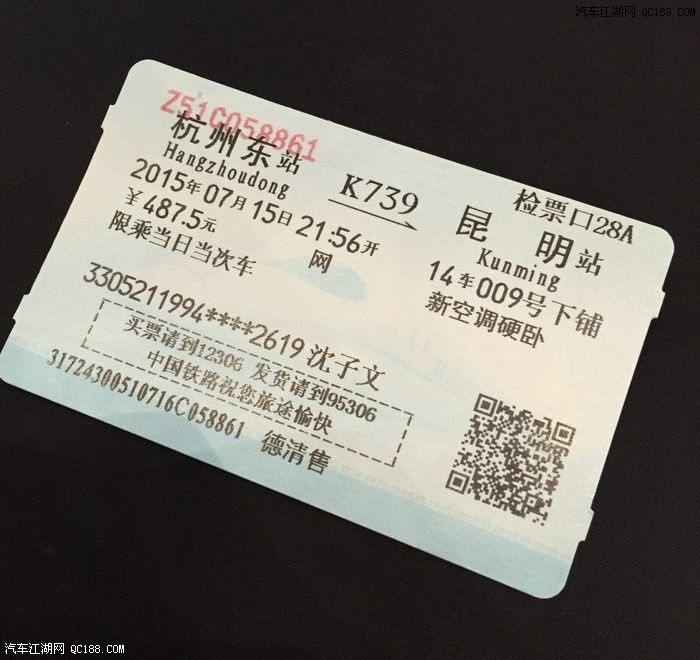 汽车江湖网 QC188.COM
Z51C058861
检票口28A
杭州东站 K739 昆明站
Hangzhoudong Kunming
2015年07月15日 21:56开 14车009号下铺
￥487.5元 网 新空调硬卧
限乘当日当次车
3305211994****2619 沈子文
买票请到12306 发货请到95306
中国铁路祝您旅途愉快
31724300510716C058861 德清售
汽车江湖网 QC188.COM